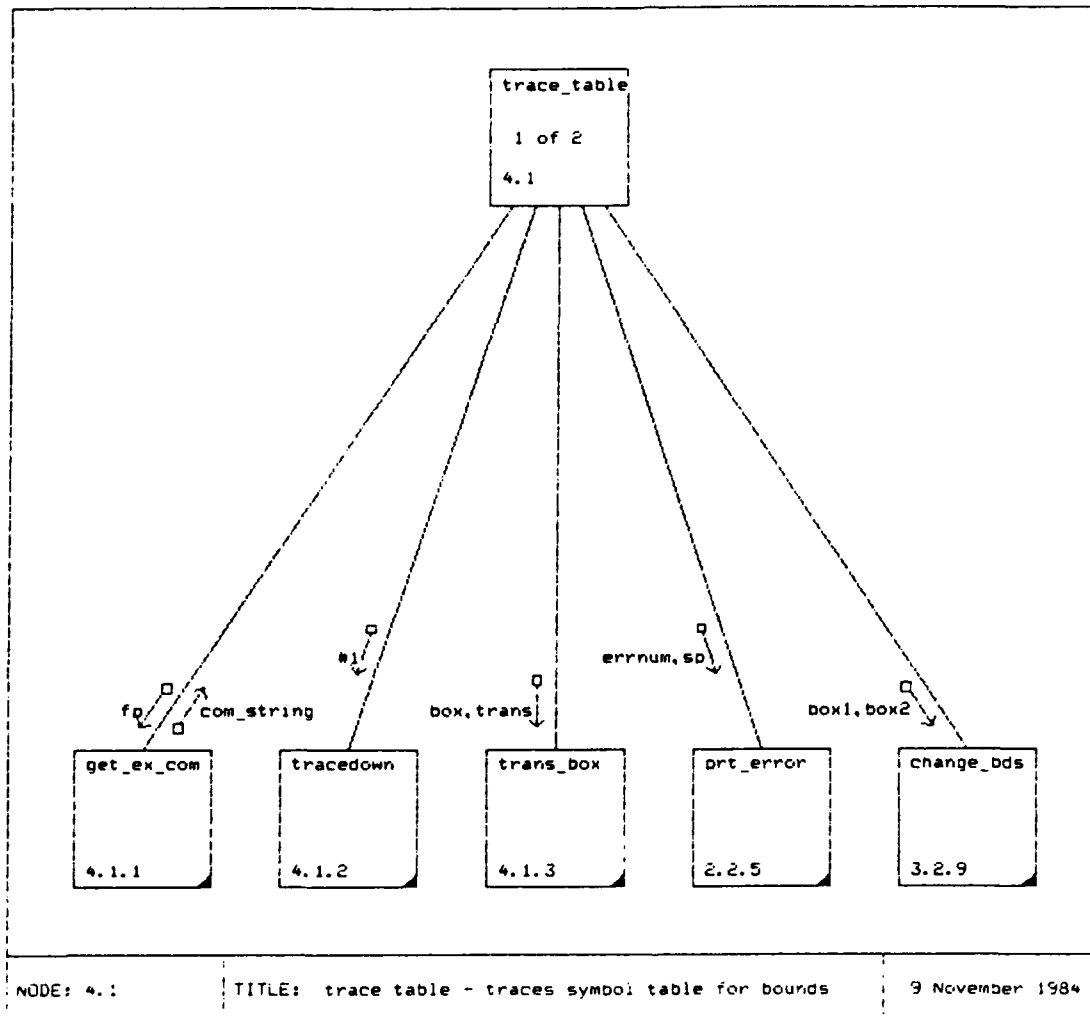 trace_table
1 of 2
4.1
errnum,sp
fp
com_string
box,trans
box1,box2
get_ex_com
tracedown
trans_box
prt_error
change_bds
4.1.1
4.1.2
4.1.3
2.2.5
3.2.9
NODE: 4.1
TITLE: trace table - traces symbol table for bounds
9 November 1984